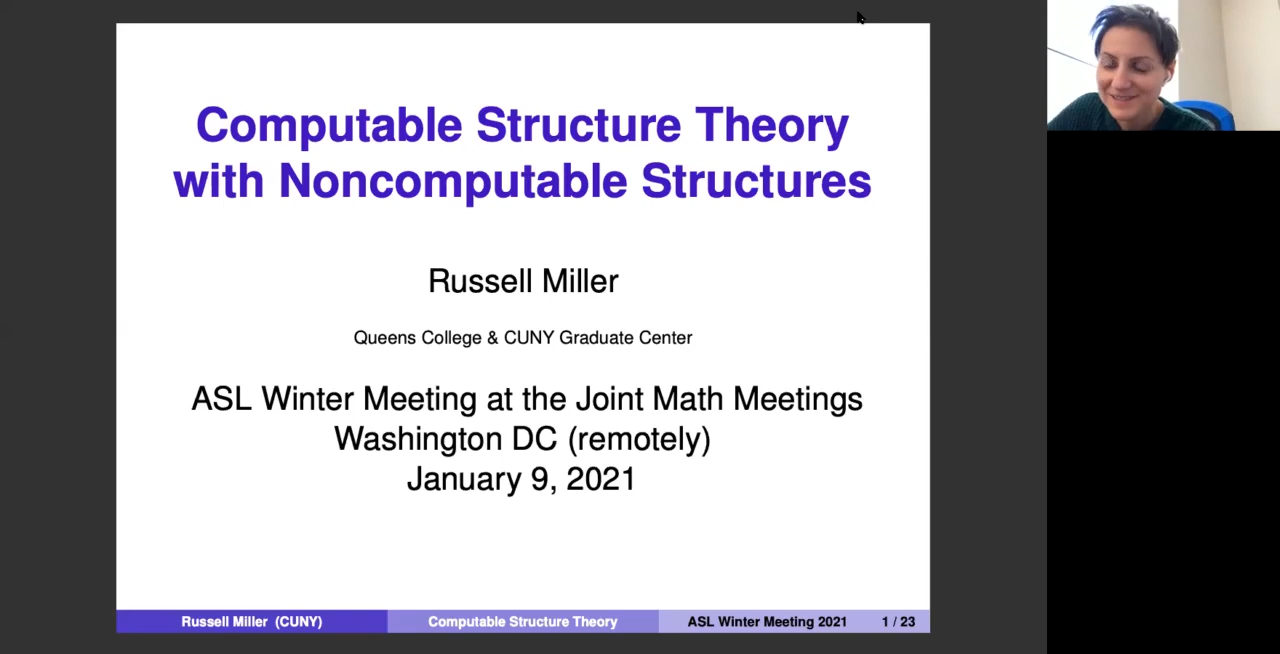 Computable Structure Theory
with Noncomputable Structures
Russell Miller
Queens College & CUNY Graduate Center
ASL Winter Meeting at the Joint Math Meetings
Washington DC (remotely)
January 9, 2021
Russell Miller (CUNY) Computable Structure Theory ASL Winter Meeting 2021 1 / 23